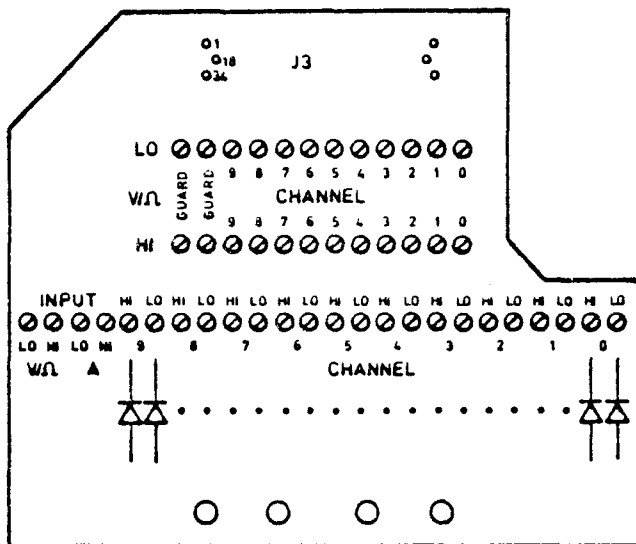 1
18
J3
34
LO
GUARD GUARD 9 8 7 6 5 4 3 2 1 0
V/Ω CHANNEL
9 8 7 6 5 4 3 2 1 0
HI
INPUT HI LO HI LO HI LO HI LO HI LO HI LO HI LO HI LO HI LO HI LO
LO HI LO HI 9 8 7 6 5 4 3 2 1 0
V/Ω A CHANNEL